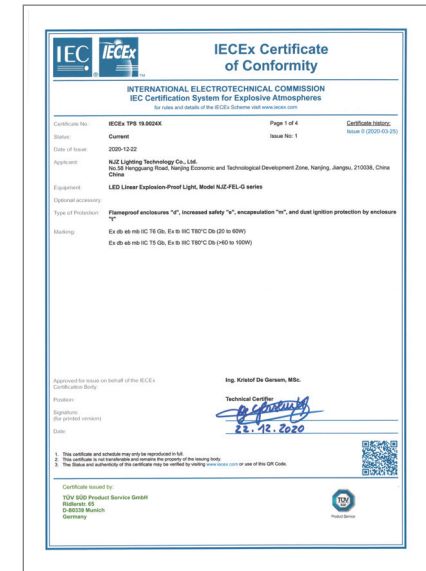 IEC
IECEx
®
TM
IECEx Certificate
of Conformity
INTERNATIONAL ELECTROTECHNICAL COMMISSION
IEC Certification System for Explosive Atmospheres
for rules and details of the IECEx Scheme visit www.iecex.com
Certificate No.: IECEx TPS 19.0024X Page 1 of 4 Certificate history:
Status: Current Issue No: 1 Issue 0 (2020-03-25)
Date of Issue: 2020-12-22
Applicant: NJZ Lighting Technology Co., Ltd.
No.58 Hengguang Road, Nanjing Economic and Technological Development Zone, Nanjing, Jiangsu, 210038, China
China
Equipment: LED Linear Explosion-Proof Light, Model NJZ-FEL-G series
Optional accessory:
Type of Protection: Flameproof enclosures "d", increased safety "e", encapsulation "m", and dust ignition protection by enclosure
"t"
Marking: Ex db eb mb IIC T6 Gb, Ex tb IIIC T80°C Db (20 to 60W)
Ex db eb mb IIC T5 Gb, Ex tb IIIC T80°C Db (>60 to 100W)
Approved for issue on behalf of the IECEx Ing. Kristof De Gersem, MSc.
Certification Body:
Position: Technical Certifier
Signature:
(for printed version)
Date: 22.12.2020
1. This certificate and schedule may only be reproduced in full.
2. This certificate is not transferable and remains the property of the issuing body.
3. The Status and authenticity of this certificate may be verified by visiting www.iecex.com or use of this QR Code.
Certificate issued by:
TÜV SÜD Product Service GmbH
Ridlerstr. 65
D-80339 Munich
Germany
TÜV
SÜD
Product Service